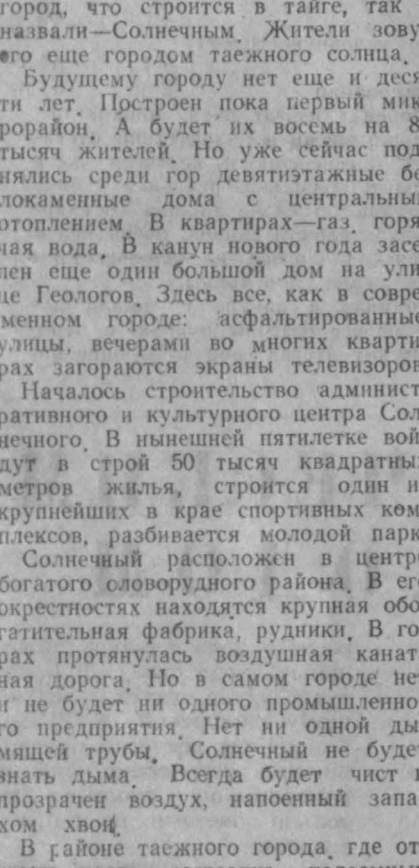 город, что строится в тайге, так
назвали—Солнечным. Жители зову
его еще городом таежного солнца.
Будущему городу нет еще и деся
ти лет. Построен пока первый мик
рорайон. А будет их восемь на 8
тысяч жителей. Но уже сейчас под
нялись среди гор девятиэтажные бе
локаменные дома с центральны
отоплением. В квартирах—газ, горя
чая вода. В канун нового года засе
лен еще один большой дом на ули
це Геологов. Здесь все, как в совре
менном городе: асфальтированные
улицы, вечерами во многих кварти
рах загораются экраны телевизоров
Началось строительство админист
ративного и культурного центра Сол
нечного. В нынешней пятилетке вой
дут в строй 50 тысяч квадратны
метров жилья, строится один и
крупнейших в крае спортивных ком
плексов, разбивается молодой парк
Солнечный расположен в центр
богатого оловорудного района. В ег
окрестностях находятся крупная обо
гатительная фабрика, рудники. В го
рах протянулась воздушная канат
ная дорога. Но в самом городе не
и не будет ни одного промышленно
го предприятия. Нет ни одной ды
мящей трубы. Солнечный не буде
знать дыма. Всегда будет чист
прозрачен воздух, напоенный запа
хом хвои.
В районе таежного города, где от